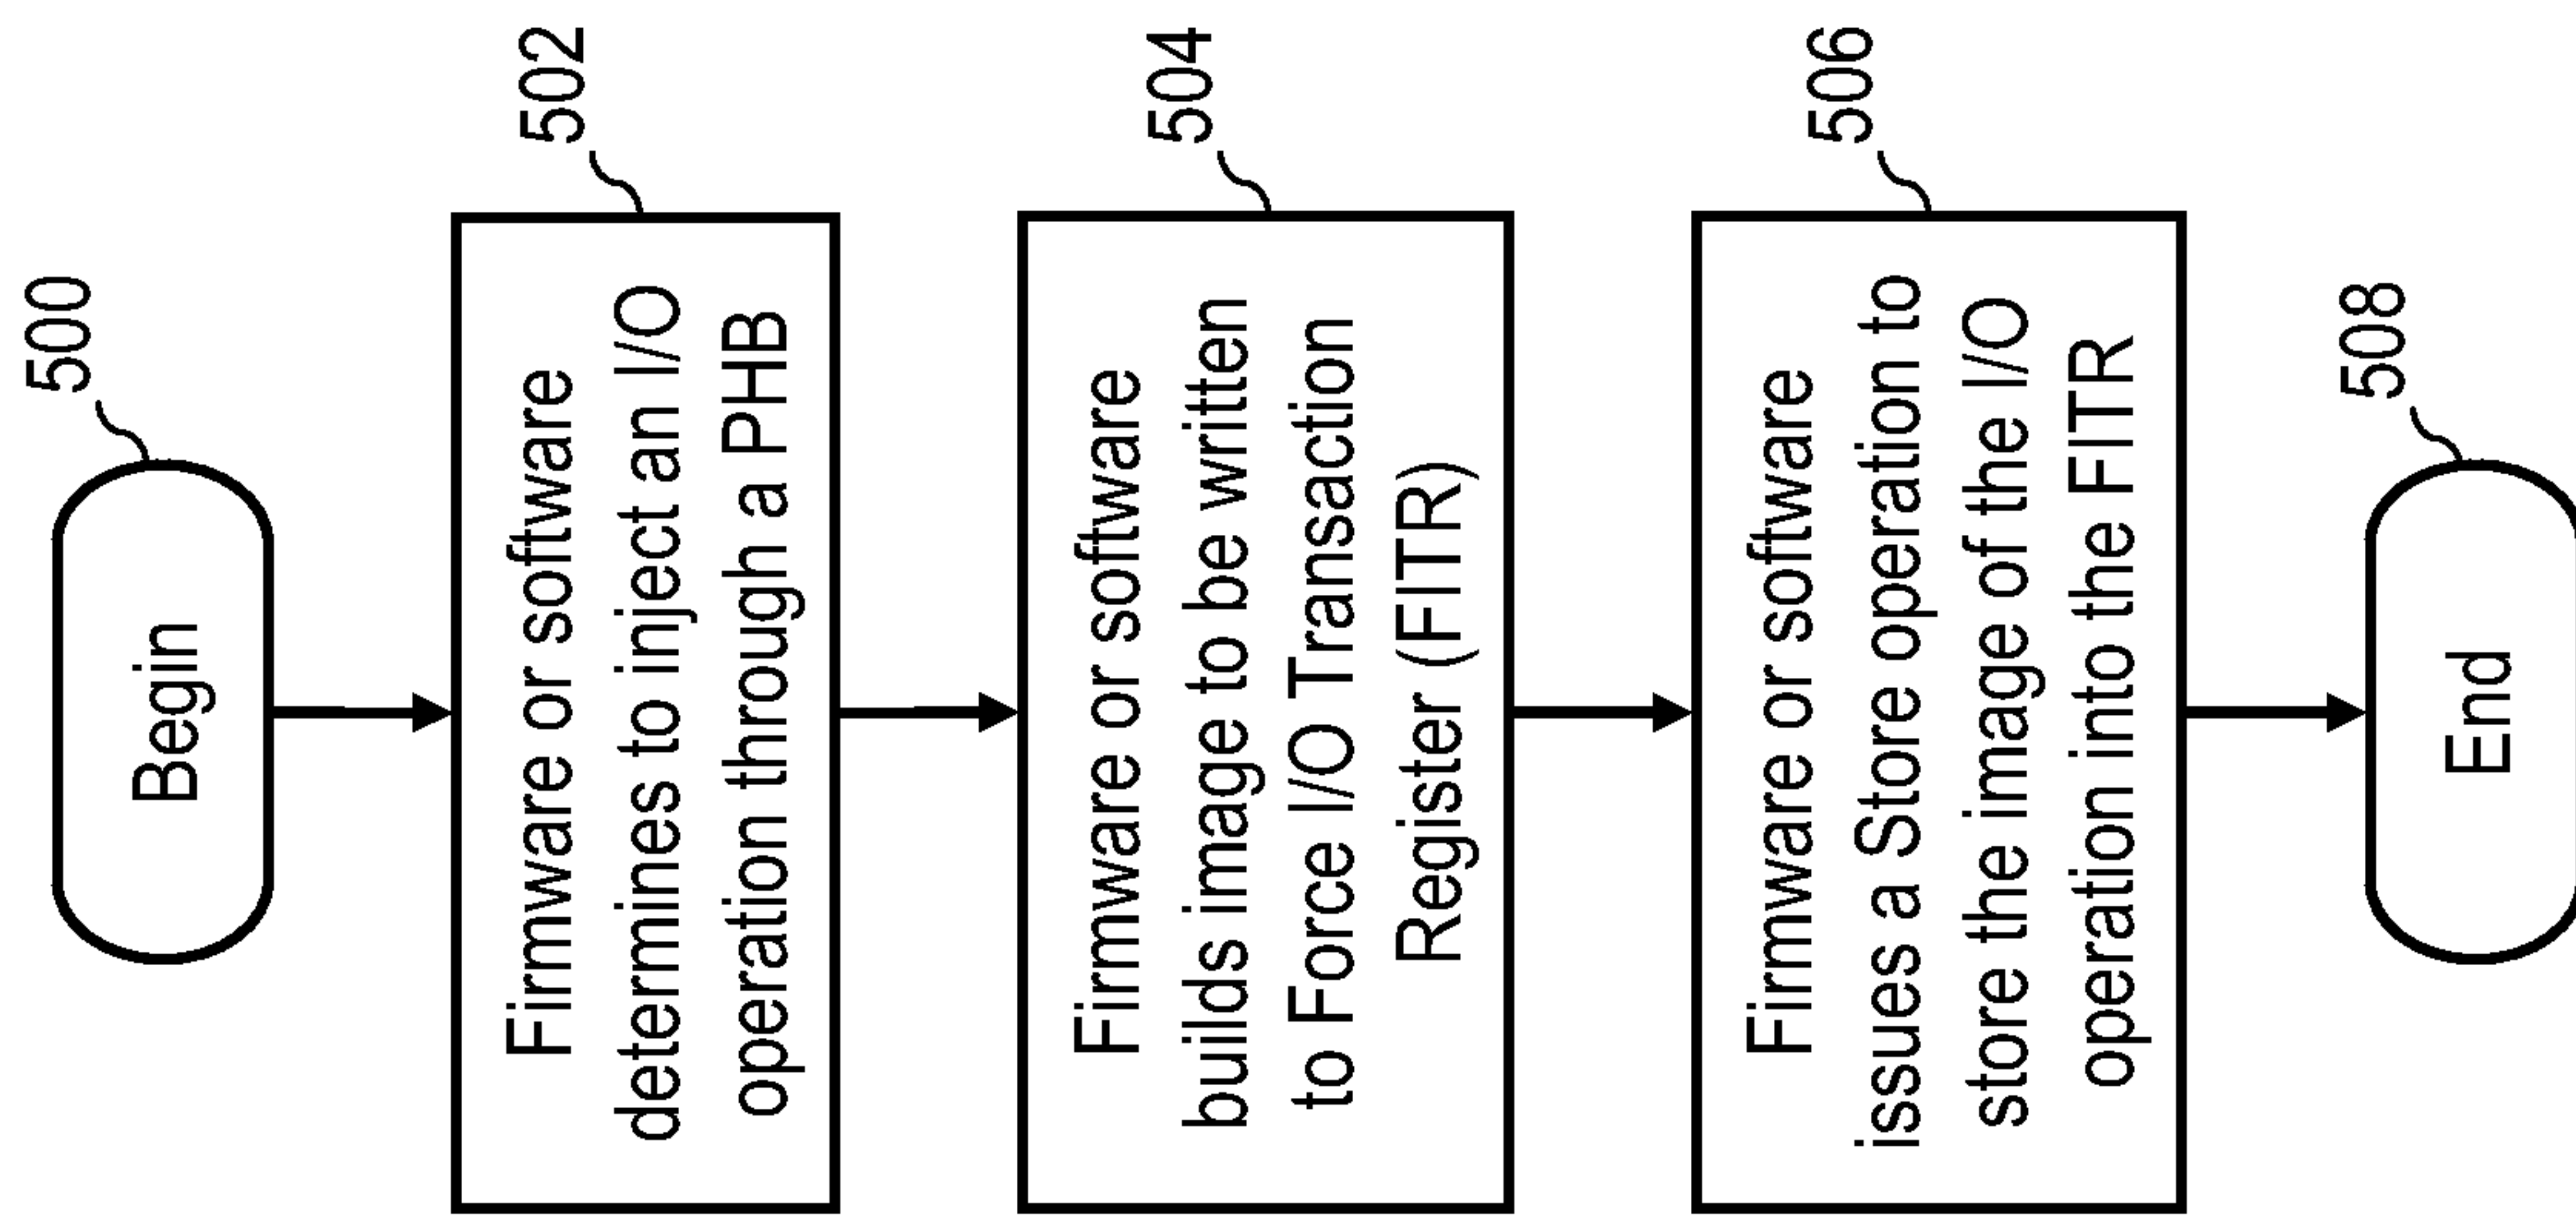 500
Begin
502
Firmware or software
determines to inject an I/O
operation through a PHB
504
Firmware or software
builds image to be written
to Force I/O Transaction
Register (FITR)
506
Firmware or software
issues a Store operation to
store the image of the I/O
operation into the FITR
508
End